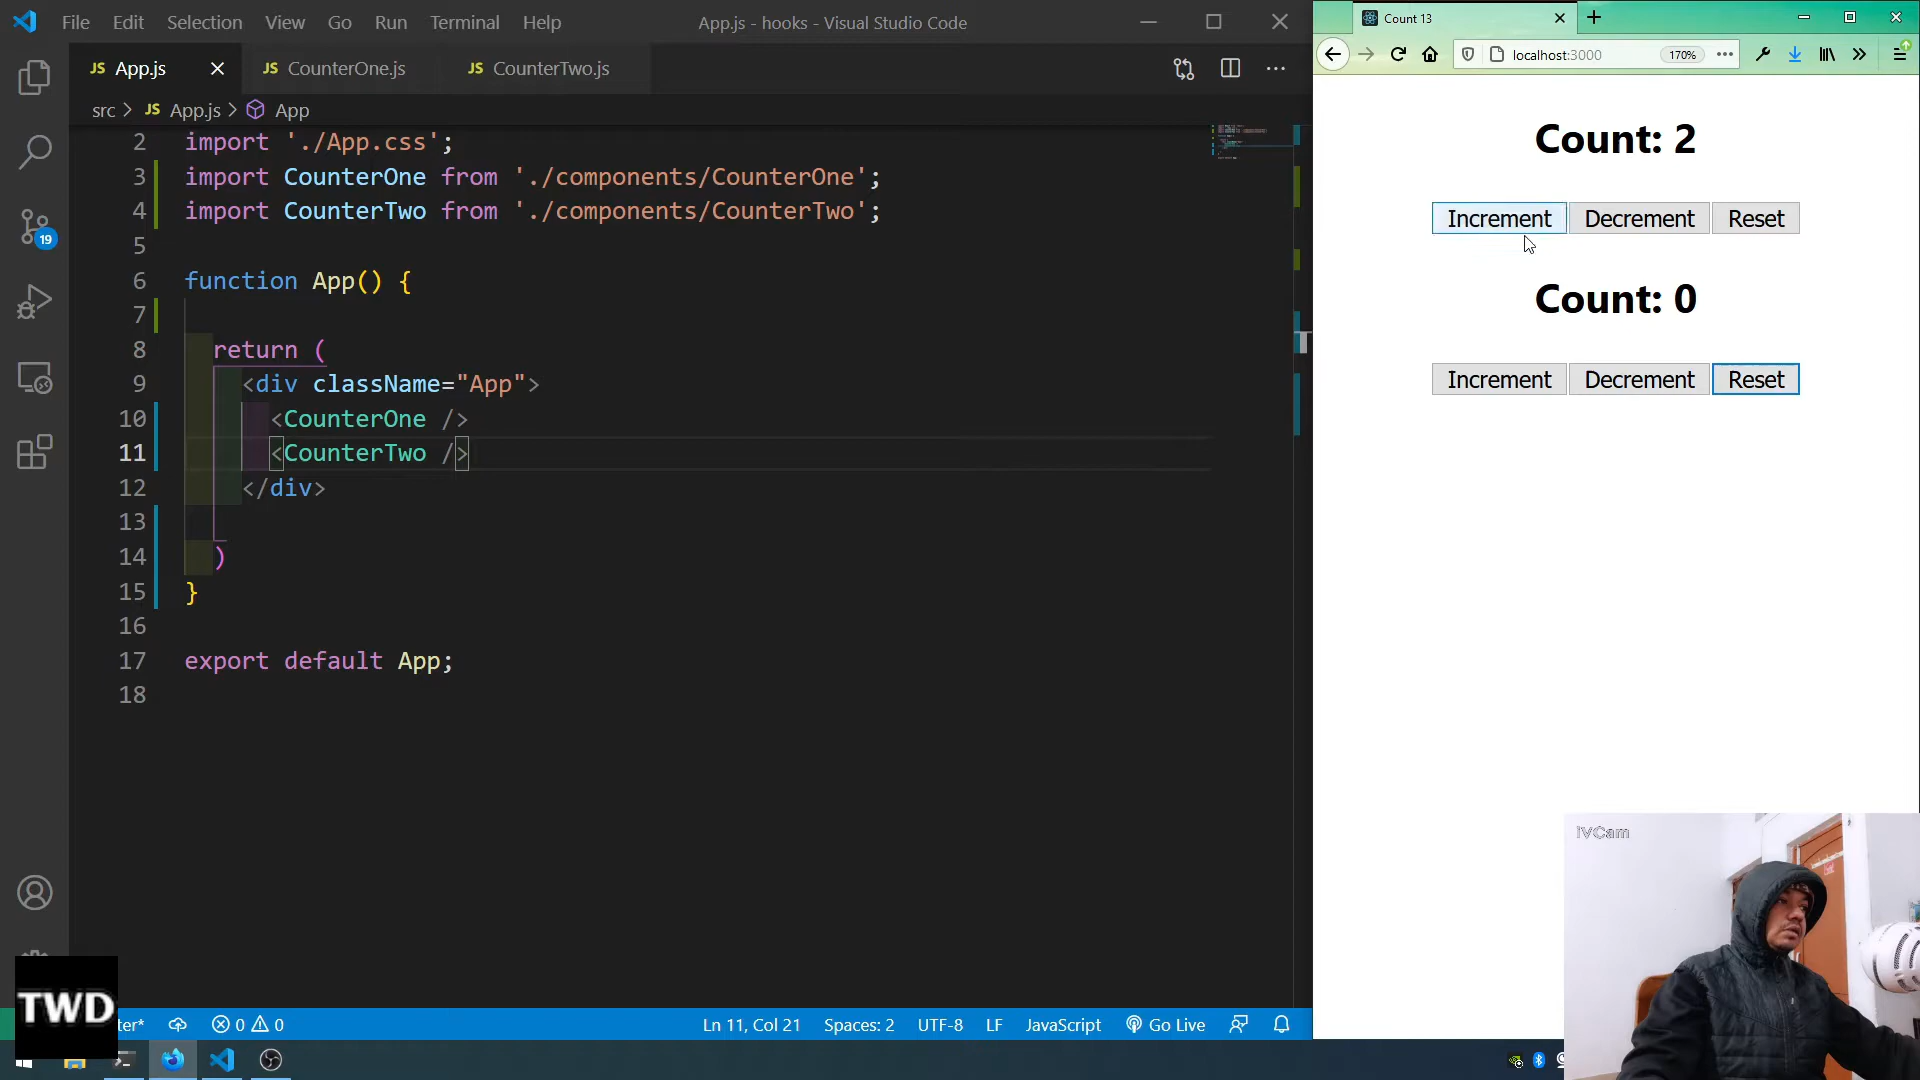 File Edit Selection View Go Run Terminal Help
App.js - hooks - Visual Studio Code
JS App.js
JS CounterOne.js
JS CounterTwo.js
src > JS App.js > App
2 import './App.css';
3 import CounterOne from './components/CounterOne';
4 import CounterTwo from './components/CounterTwo';
5
6 function App() {
7
8 return (
9 <div className="App">
10 <CounterOne />
11 <CounterTwo />
12 </div>
13
14 )
15 }
16
17 export default App;
18
19
TWD
ter*
0 0
Ln 11, Col 21
Spaces: 2
UTF-8
LF
JavaScript
Go Live
Count 13
localhost:3000
170%
Count: 2
Increment Decrement Reset
Count: 0
Increment Decrement Reset
iVCam